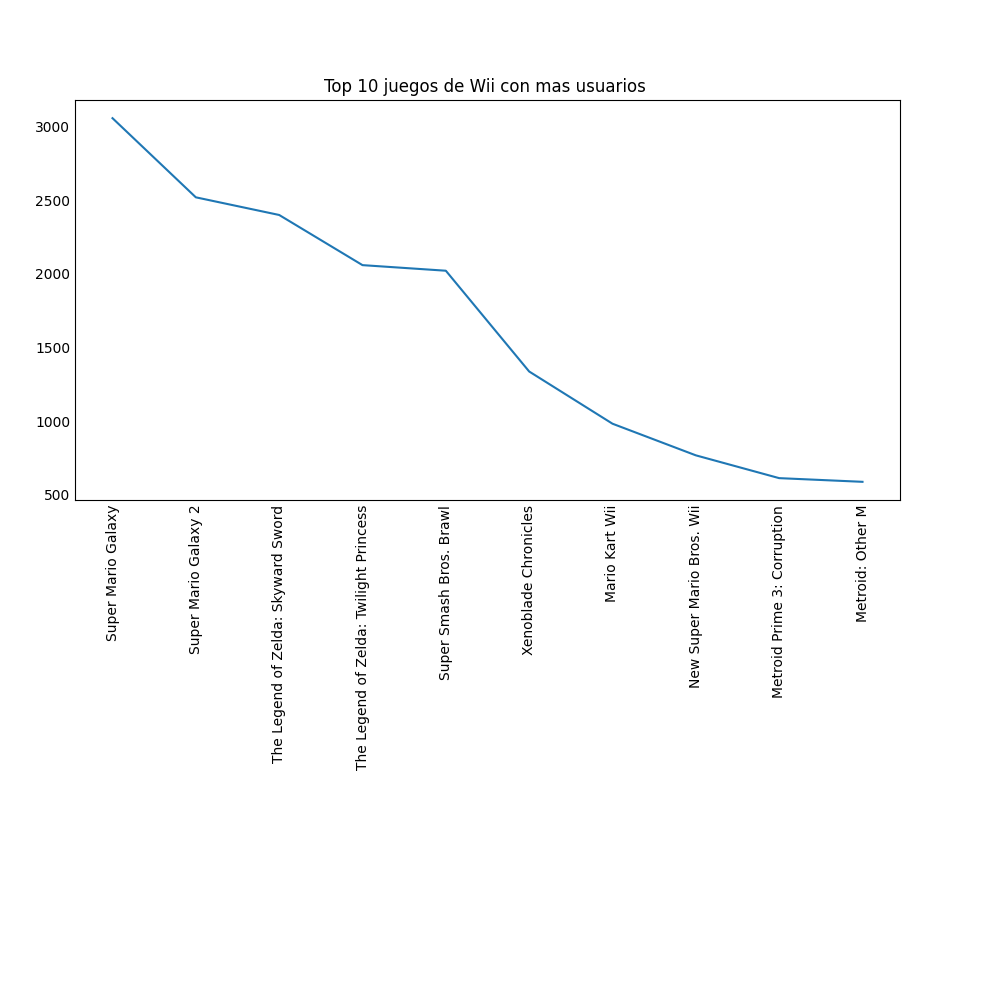 Top 10 juegos de Wii con mas usuarios
3000
2500
2000
1500
1000
500
Super Mario Galaxy
Super Mario Galaxy 2
The Legend of Zelda: Skyward Sword
The Legend of Zelda: Twilight Princess
Super Smash Bros. Brawl
Xenoblade Chronicles
Mario Kart Wii
New Super Mario Bros. Wii
Metroid Prime 3: Corruption
Metroid: Other M